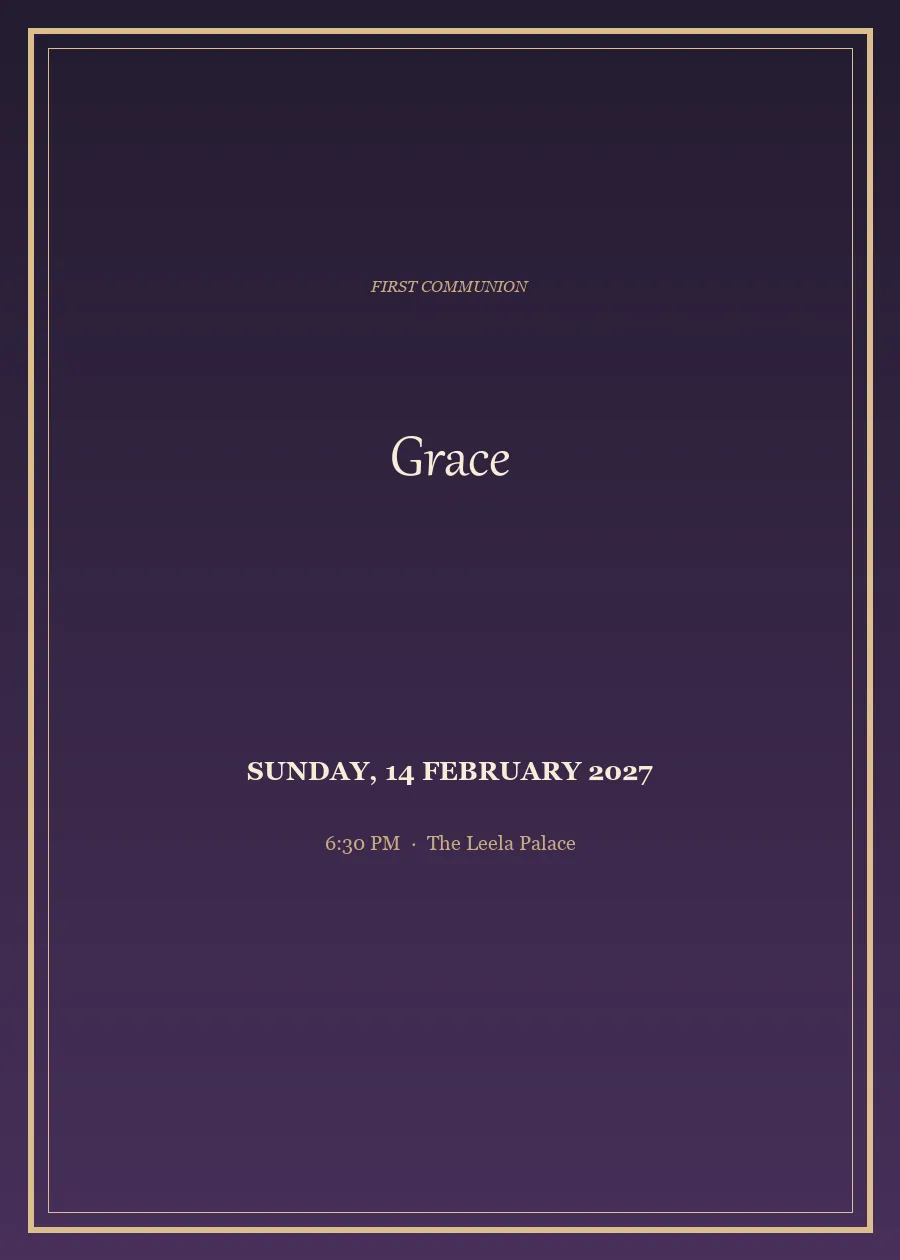 FIRST COMMUNION
Grace
SUNDAY, 14 FEBRUARY 2027
6:30 PM · The Leela Palace